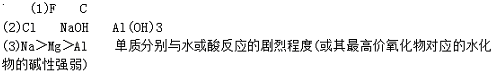 (1)F C
(2)Cl NaOH Al(OH)3
(3)Na>Mg>Al 单质分别与水或酸反应的剧烈程度(或其最高价氧化物对应的水化
物的碱性强弱)